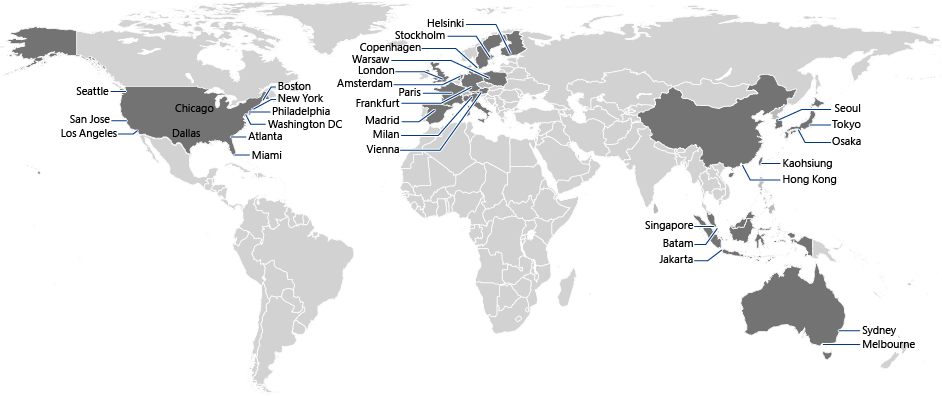 Helsinki
Stockholm
Copenhagen
Warsaw
London
Amsterdam
Paris
Frankfurt
Madrid
Milan
Vienna
Seattle
San Jose
Los Angeles
Chicago
Dallas
Boston
New York
Philadelphia
Washington DC
Atlanta
Miami
Seoul
Tokyo
Osaka
Kaohsiung
Hong Kong
Singapore
Batam
Jakarta
Sydney
Melbourne